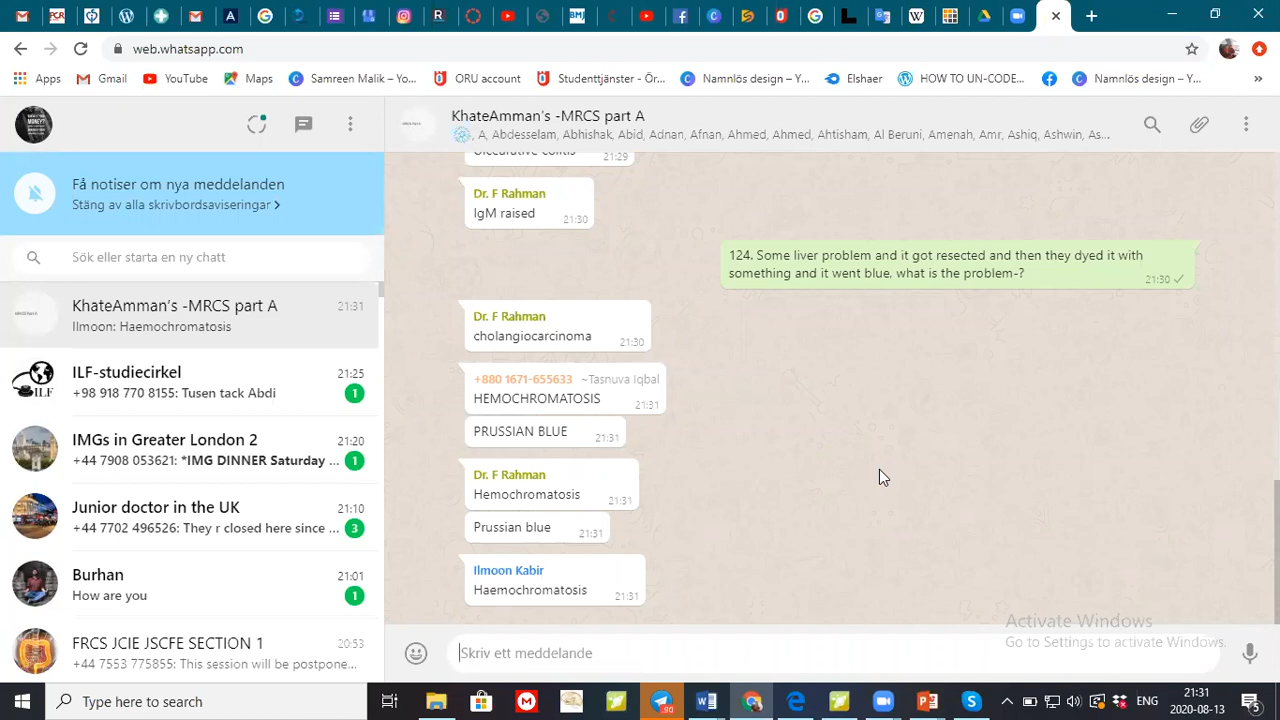 web.whatsapp.com
Apps
Gmail
YouTube
Maps
Samreen Malik – Yo...
ORU account
Studenttjänster - Ör...
Namnlös design – Y...
Elshaer
HOW TO UN-CODE...
Namnlös design – Y...
»
Få notiser om nya meddelanden
Stäng av alla skrivbordsaviseringar >
Sök eller starta en ny chatt
KhateAmman's -MRCS part A 21:31
Ilmoon: Haemochromatosis
ILF-studiecirkel 21:25
+98 918 770 8155: Tusen tack Abdi 1
IMGs in Greater London 2 21:20
+44 7908 053621: *IMG DINNER Saturday ... 1
Junior doctor in the UK 21:10
+44 7702 496526: They r closed here since ... 3
Burhan 21:01
How are you 1
FRCS JCIE JSCFE SECTION 1 20:53
+44 7553 775855: This session will be postpone...
KhateAmman's -MRCS part A
, A, Abdesselam, Abhishak, Abid, Adnan, Afnan, Ahmed, Ahmed, Ahtisham, Al Beruni, Amenah, Amr, Ashiq, Ashwin, As...
21:29
Dr. F Rahman
IgM raised 21:30
124. Some liver problem and it got resected and then they dyed it with
something and it went blue, what is the problem-?
21:30
Dr. F Rahman
cholangiocarcinoma 21:30
+880 1671-655633 ~Tasnuva Iqbal
HEMOCHROMATOSIS 21:31
PRUSSIAN BLUE 21:31
Dr. F Rahman
Hemochromatosis 21:31
Prussian blue 21:31
Ilmoon Kabir
Haemochromatosis 21:31
Activate Windows
Go to Settings to activate Windows.
Skriv ett meddelande
Type here to search
ENG
21:31
2020-08-13
5